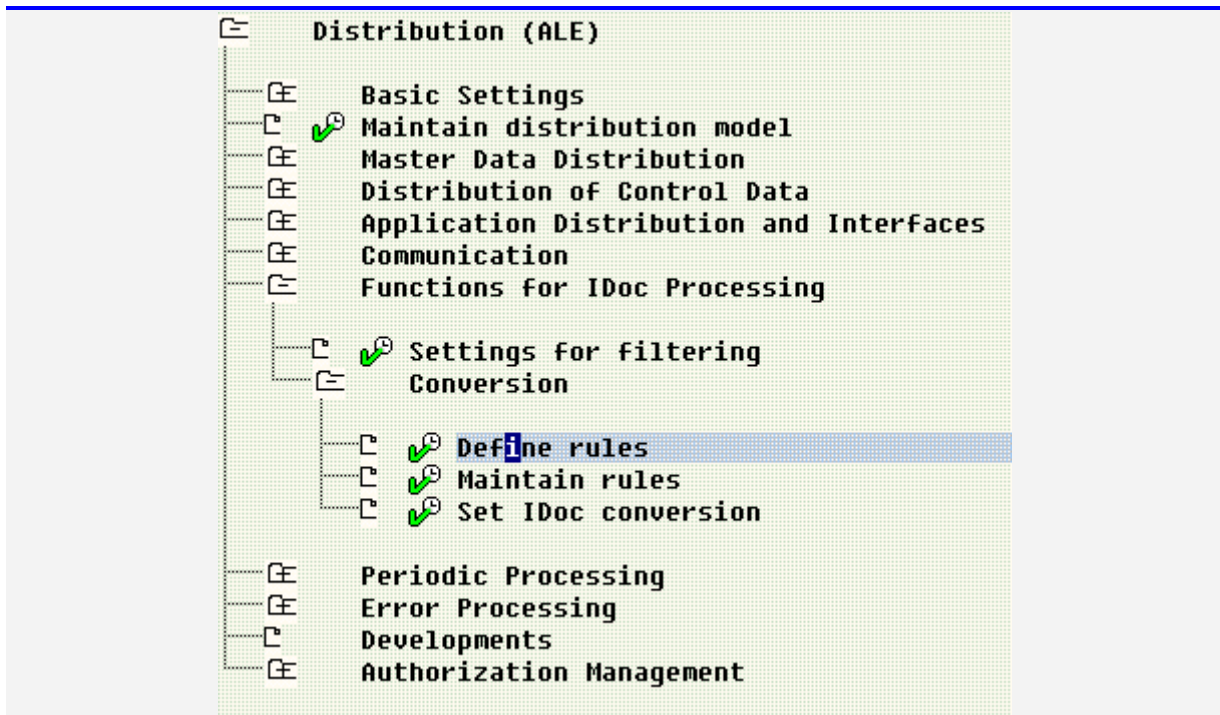 Distribution (ALE)
Basic Settings
Maintain distribution model
Master Data Distribution
Distribution of Control Data
Application Distribution and Interfaces
Communication
Functions for IDoc Processing
Settings for filtering
Conversion
Define rules
Maintain rules
Set IDoc conversion
Periodic Processing
Error Processing
Developments
Authorization Management